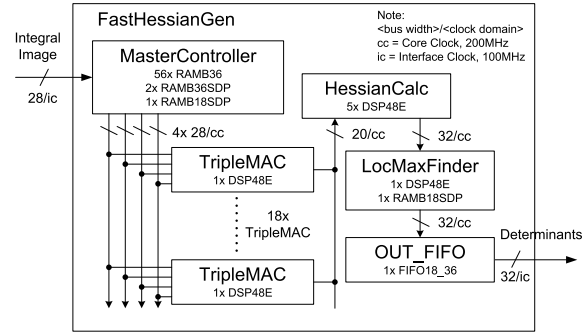 FastHessianGen
Note:
<bus width>/<clock domain>
cc = Core Clock, 200MHz
ic = Interface Clock, 100MHz
Integral
Image
28/ic
MasterController
56x RAMB36
2x RAMB36SDP
1x RAMB18SDP
4x 28/cc
HessianCalc
5x DSP48E
20/cc
32/cc
TripleMAC
1x DSP48E
18x
TripleMAC
TripleMAC
1x DSP48E
LocMaxFinder
1x DSP48E
1x RAMB18SDP
32/cc
OUT_FIFO
1x FIFO18_36
Determinants
32/ic